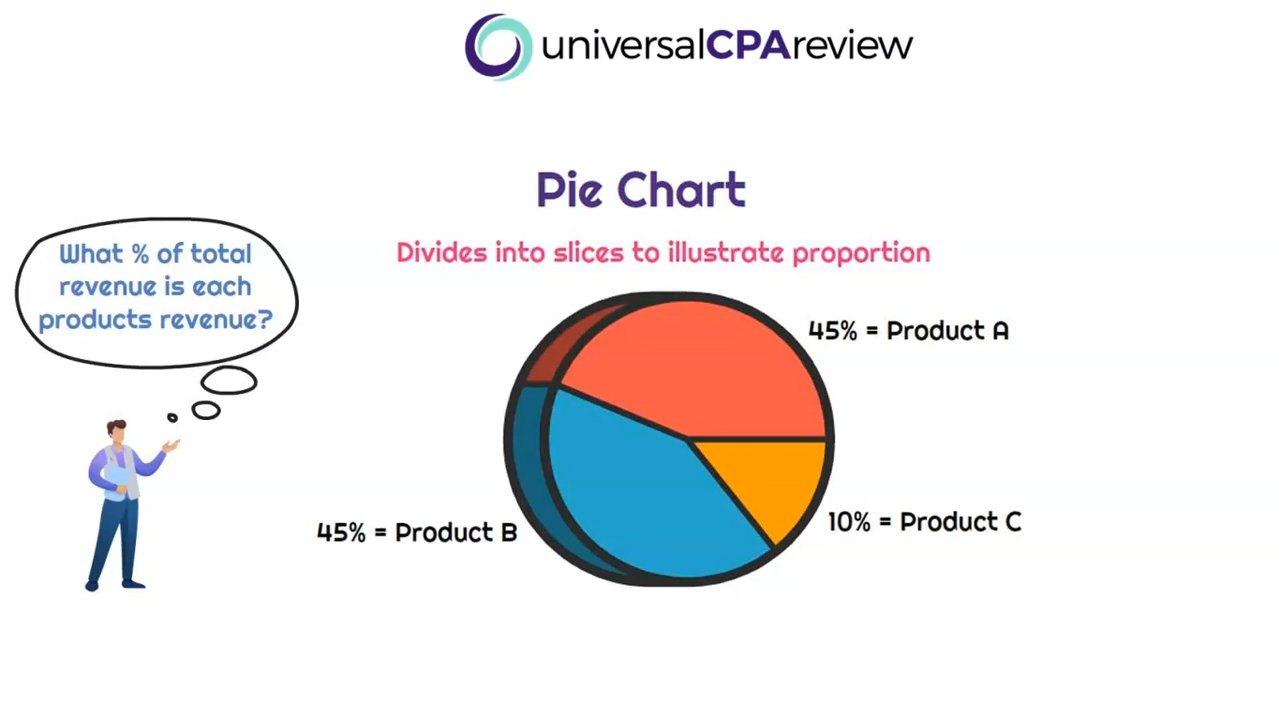 universalCPAreview
Pie Chart
Divides into slices to illustrate proportion
What % of total
revenue is each
products revenue?
45% = Product A
10% = Product C
45% = Product B